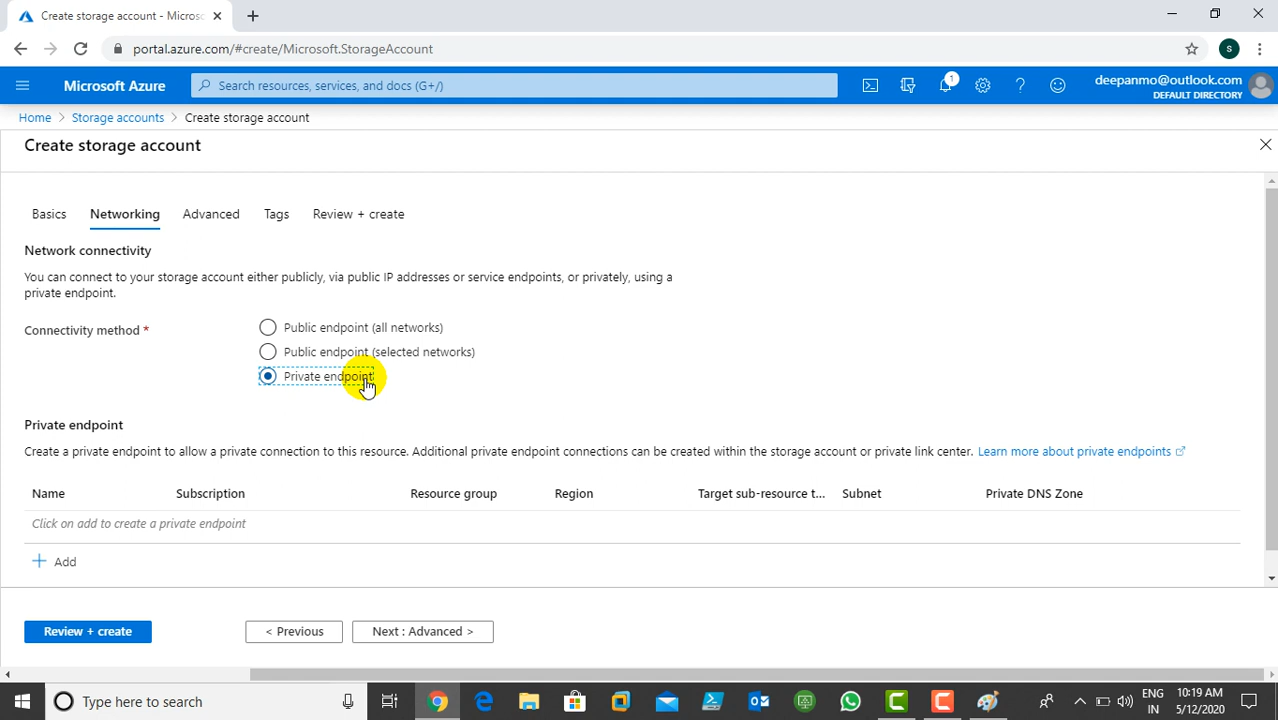 Create storage account - Micros
portal.azure.com/#create/Microsoft.StorageAccount
S
Microsoft Azure
Search resources, services, and docs (G+/)
1
deepanmo@outlook.com
DEFAULT DIRECTORY
Home > Storage accounts > Create storage account
Create storage account
Basics Networking Advanced Tags Review + create
Network connectivity
You can connect to your storage account either publicly, via public IP addresses or service endpoints, or privately, using a
private endpoint.
Connectivity method *
Public endpoint (all networks)
Public endpoint (selected networks)
Private endpoint
Private endpoint
Create a private endpoint to allow a private connection to this resource. Additional private endpoint connections can be created within the storage account or private link center. Learn more about private endpoints
Name Subscription Resource group Region Target sub-resource t... Subnet Private DNS Zone
Click on add to create a private endpoint
+ Add
Review + create < Previous Next : Advanced >
Type here to search
ENG 10:19 AM
IN 5/12/2020